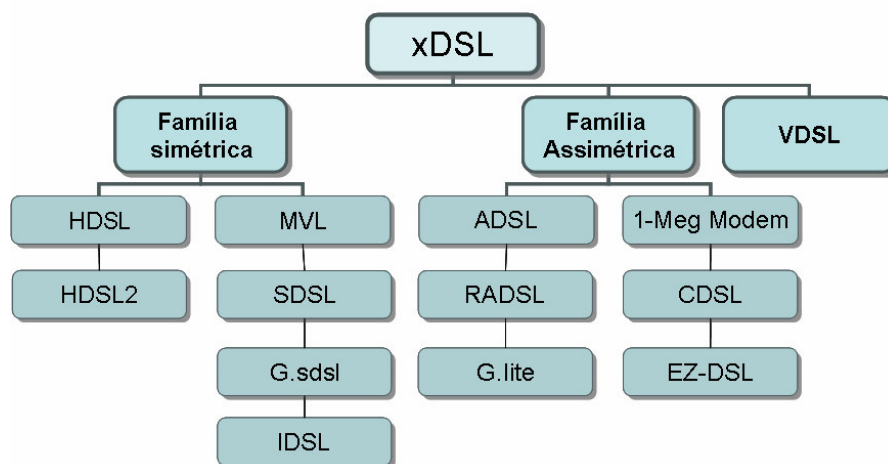 xDSL
Família
simétrica
Família
Assimétrica
VDSL
HDSL
MVL
ADSL
1-Meg Modem
HDSL2
SDSL
RADSL
CDSL
G.sdsl
G.lite
EZ-DSL
IDSL